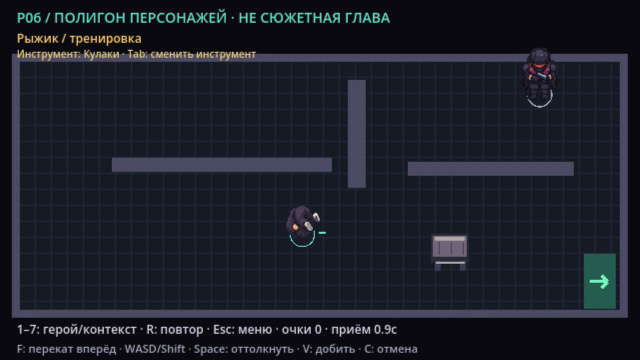 P06 / ПОЛИГОН ПЕРСОНАЖЕЙ · НЕ СЮЖЕТНАЯ ГЛАВА
Рыжик / тренировка
Инструмент: Кулаки · Tab: сменить инструмент
1–7: герой/контекст · R: повтор · Esc: меню · очки 0 · приём 0.9с
F: перекат вперёд · WASD/Shift · Space: оттолкнуть · V: добить · C: отмена